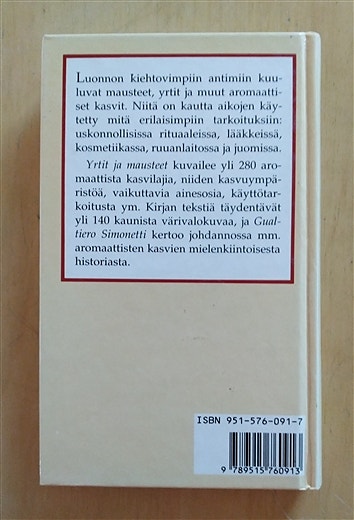 Luonnon kiehtovimpiin antimiin kuu-
luvat mausteet, yrtit ja muut aromaatti-
set kasvit. Niitä on kautta aikojen käy-
tetty mitä erilaisimpiin tarkoituksiin:
uskonnollisissa rituaaleissa, lääkkeissä,
kosmetiikassa, ruuanlaitossa ja juomissa.
Yrtit ja mausteet kuvailee yli 280 aro-
maattista kasvilajia, niiden kasvuympä-
ristöä, vaikuttavia ainesosia, käyttötar-
koitusta ym. Kirjan tekstiä täydentävät
yli 140 kaunista värivalokuvaa, ja Gual-
tiero Simonetti kertoo johdannossa mm.
aromaattisten kasvien mielenkiintoisesta
historiasta.
ISBN 951-576-091-7
9 789515 760913